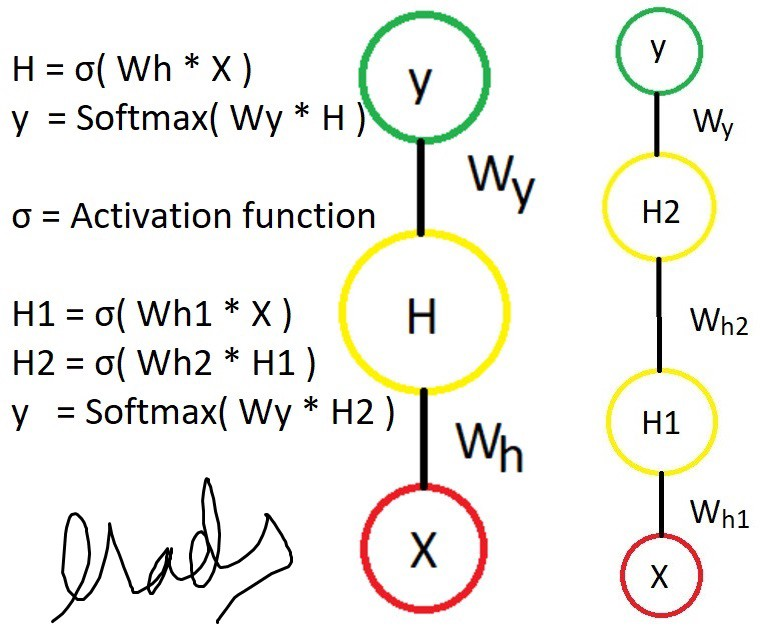 H = σ( Wh * X )
y = Softmax( Wy * H )
σ = Activation function
H1 = σ( Wh1 * X )
H2 = σ( Wh2 * H1 )
y = Softmax( Wy * H2 )
y
Wy
H
Wh
X
y
Wy
H2
Wh2
H1
Wh1
X